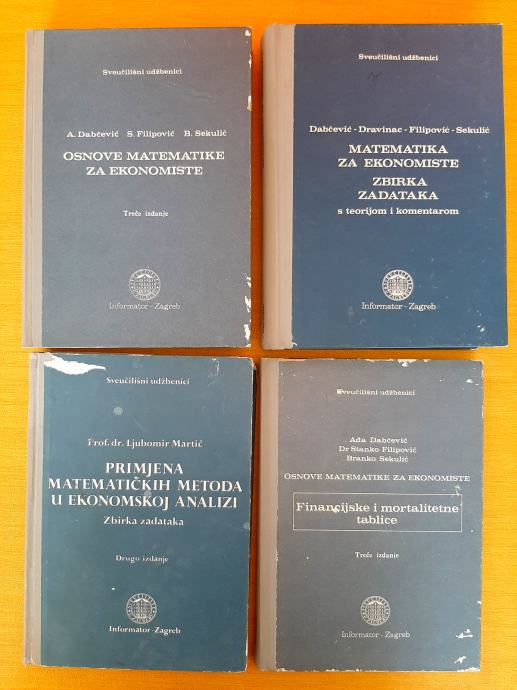 Sveučilišni udžbenici
A. Dabčević S. Filipović B. Sekulić
OSNOVE MATEMATIKE
ZA EKONOMISTE
Treće izdanje
Informator - Zagreb
Sveučilišni udžbenici
Dabčević - Dravinac - Filipović - Sekulić
MATEMATIKA
ZA EKONOMISTE
ZBIRKA
ZADATAKA
s teorijom i komentarom
Informator - Zagreb
Sveučilišni udžbenici
Prof. dr. Ljubomir Martić
PRIMJENA
MATEMATIČKIH METODA
U EKONOMSKOJ ANALIZI
Zbirka zadataka
Drugo izdanje
Informator - Zagreb
Sveučilišni udžbenici
Ada Dabčević
Dr Stanko Filipović
Branko Sekulić
OSNOVE MATEMATIKE ZA EKONOMISTE
Financijske i mortalitetne
tablice
Treće izdanje
Informator - Zagreb